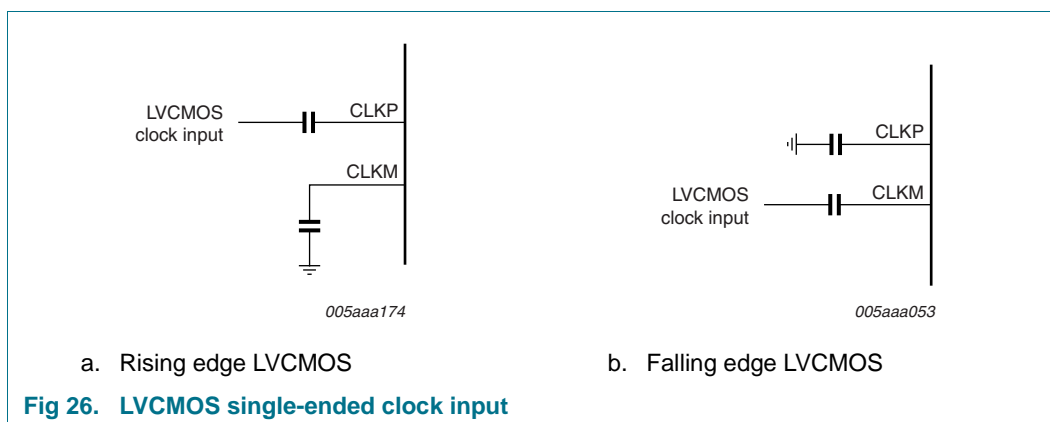 LVCMOS
clock input
CLKP
CLKM
005aaa174
a. Rising edge LVCMOS
CLKP
LVCMOS
clock input
CLKM
005aaa053
b. Falling edge LVCMOS
Fig 26. LVCMOS single-ended clock input